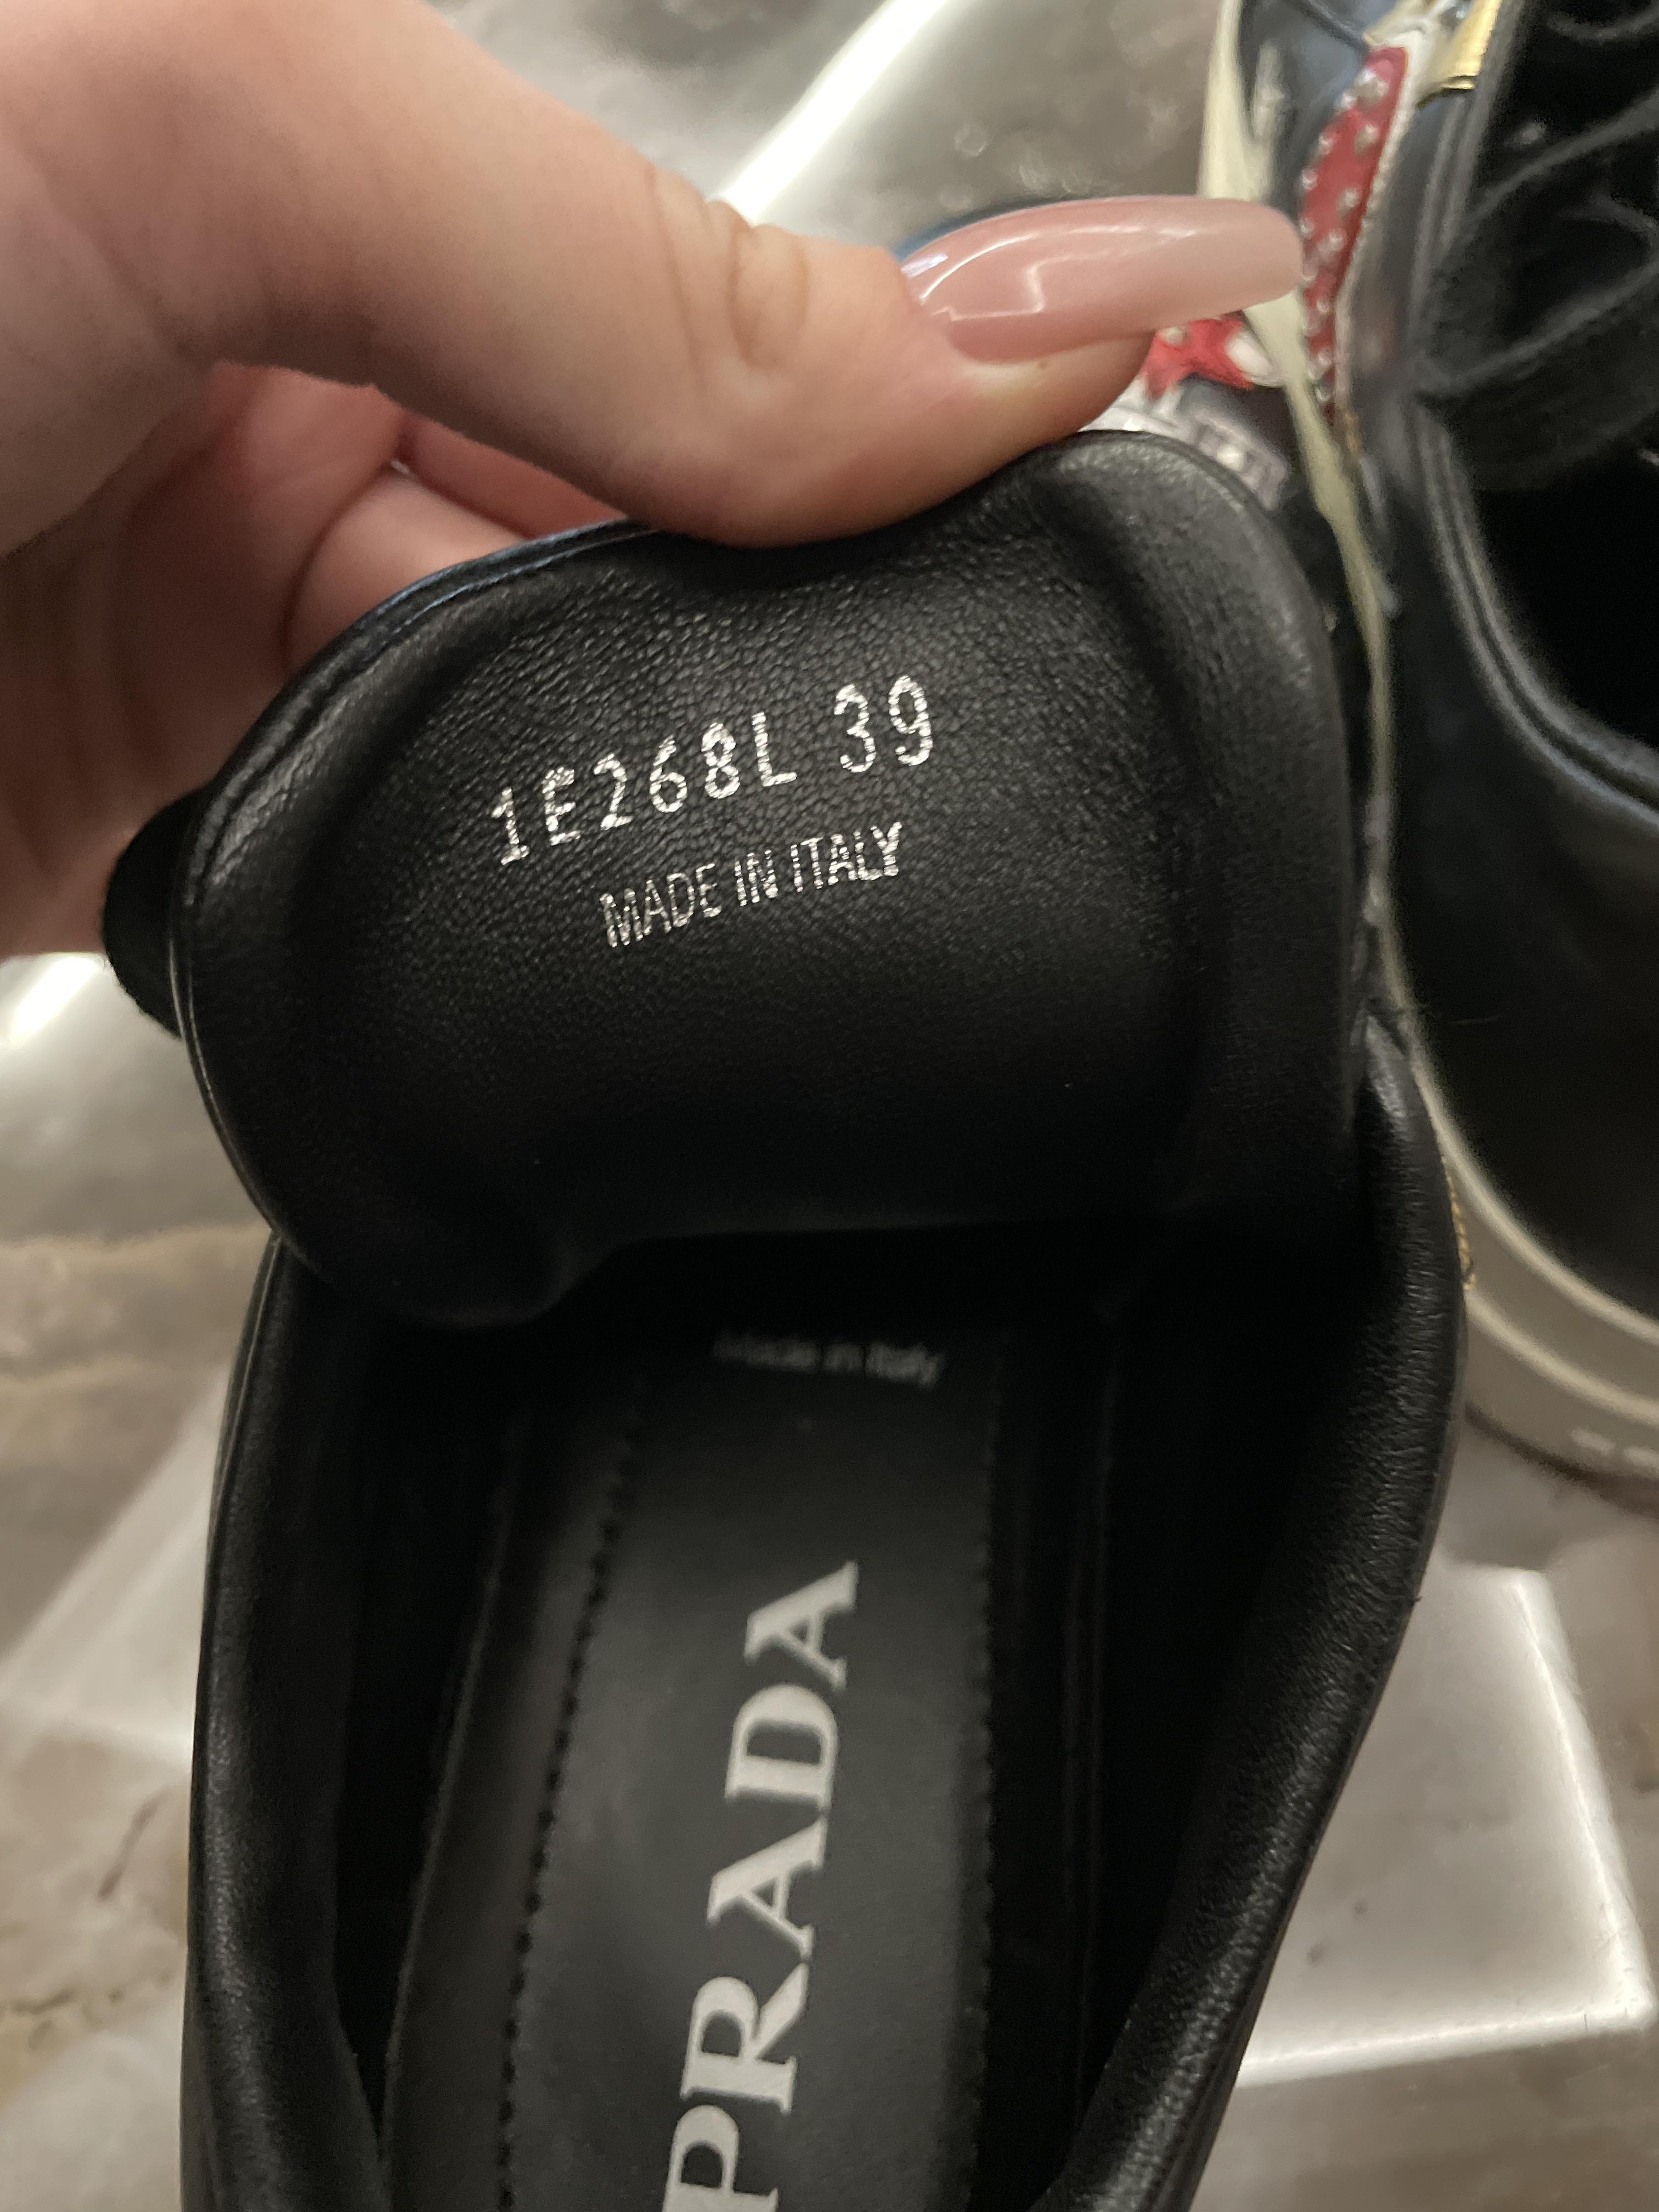 1E268L 39
MADE IN ITALY
Made in Italy
PRADA